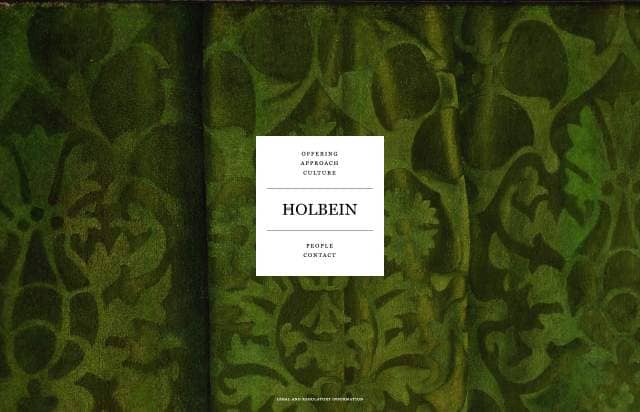 OFFERING
APPROACH
CULTURE
HOLBEIN
PEOPLE
CONTACT
LEGAL AND REGULATORY INFORMATION